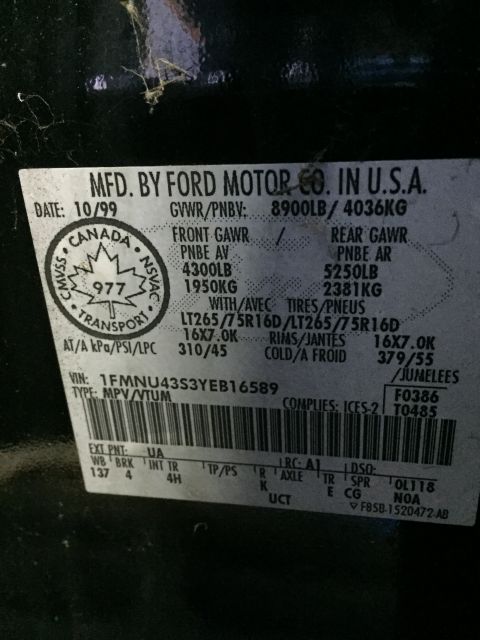 MFD. BY FORD MOTOR CO. IN U.S.A.
DATE: 10/99 GVWR/PNBV: 8900LB/ 4036KG
CANADA
CMVSS NSVAC
977
TRANSPORT
FRONT GAWR / REAR GAWR
PNBE AV PNBE AR
4300LB 5250LB
1950KG 2381KG
WITH/AVEC TIRES/PNEUS
LT265/75R16D/LT265/75R16D
16X7.0K RIMS/JANTES 16X7.0K
AT/A kPa/PSI/LPC 310/45 COLD/A FROID 379/55
/JUMELEES
VIN: 1FMNU43S3YEB16589 F0386
TYPE: MPV/VTUM COMPLIES: ICES-2 T0485
EXT PNT: UA RC: A1 DSO:
WB BRK INT TR TP/PS R AXLE TR SPR 0L118
137 4 4H K E CG N0A
UCT
▽ F8SB-1520472-AB